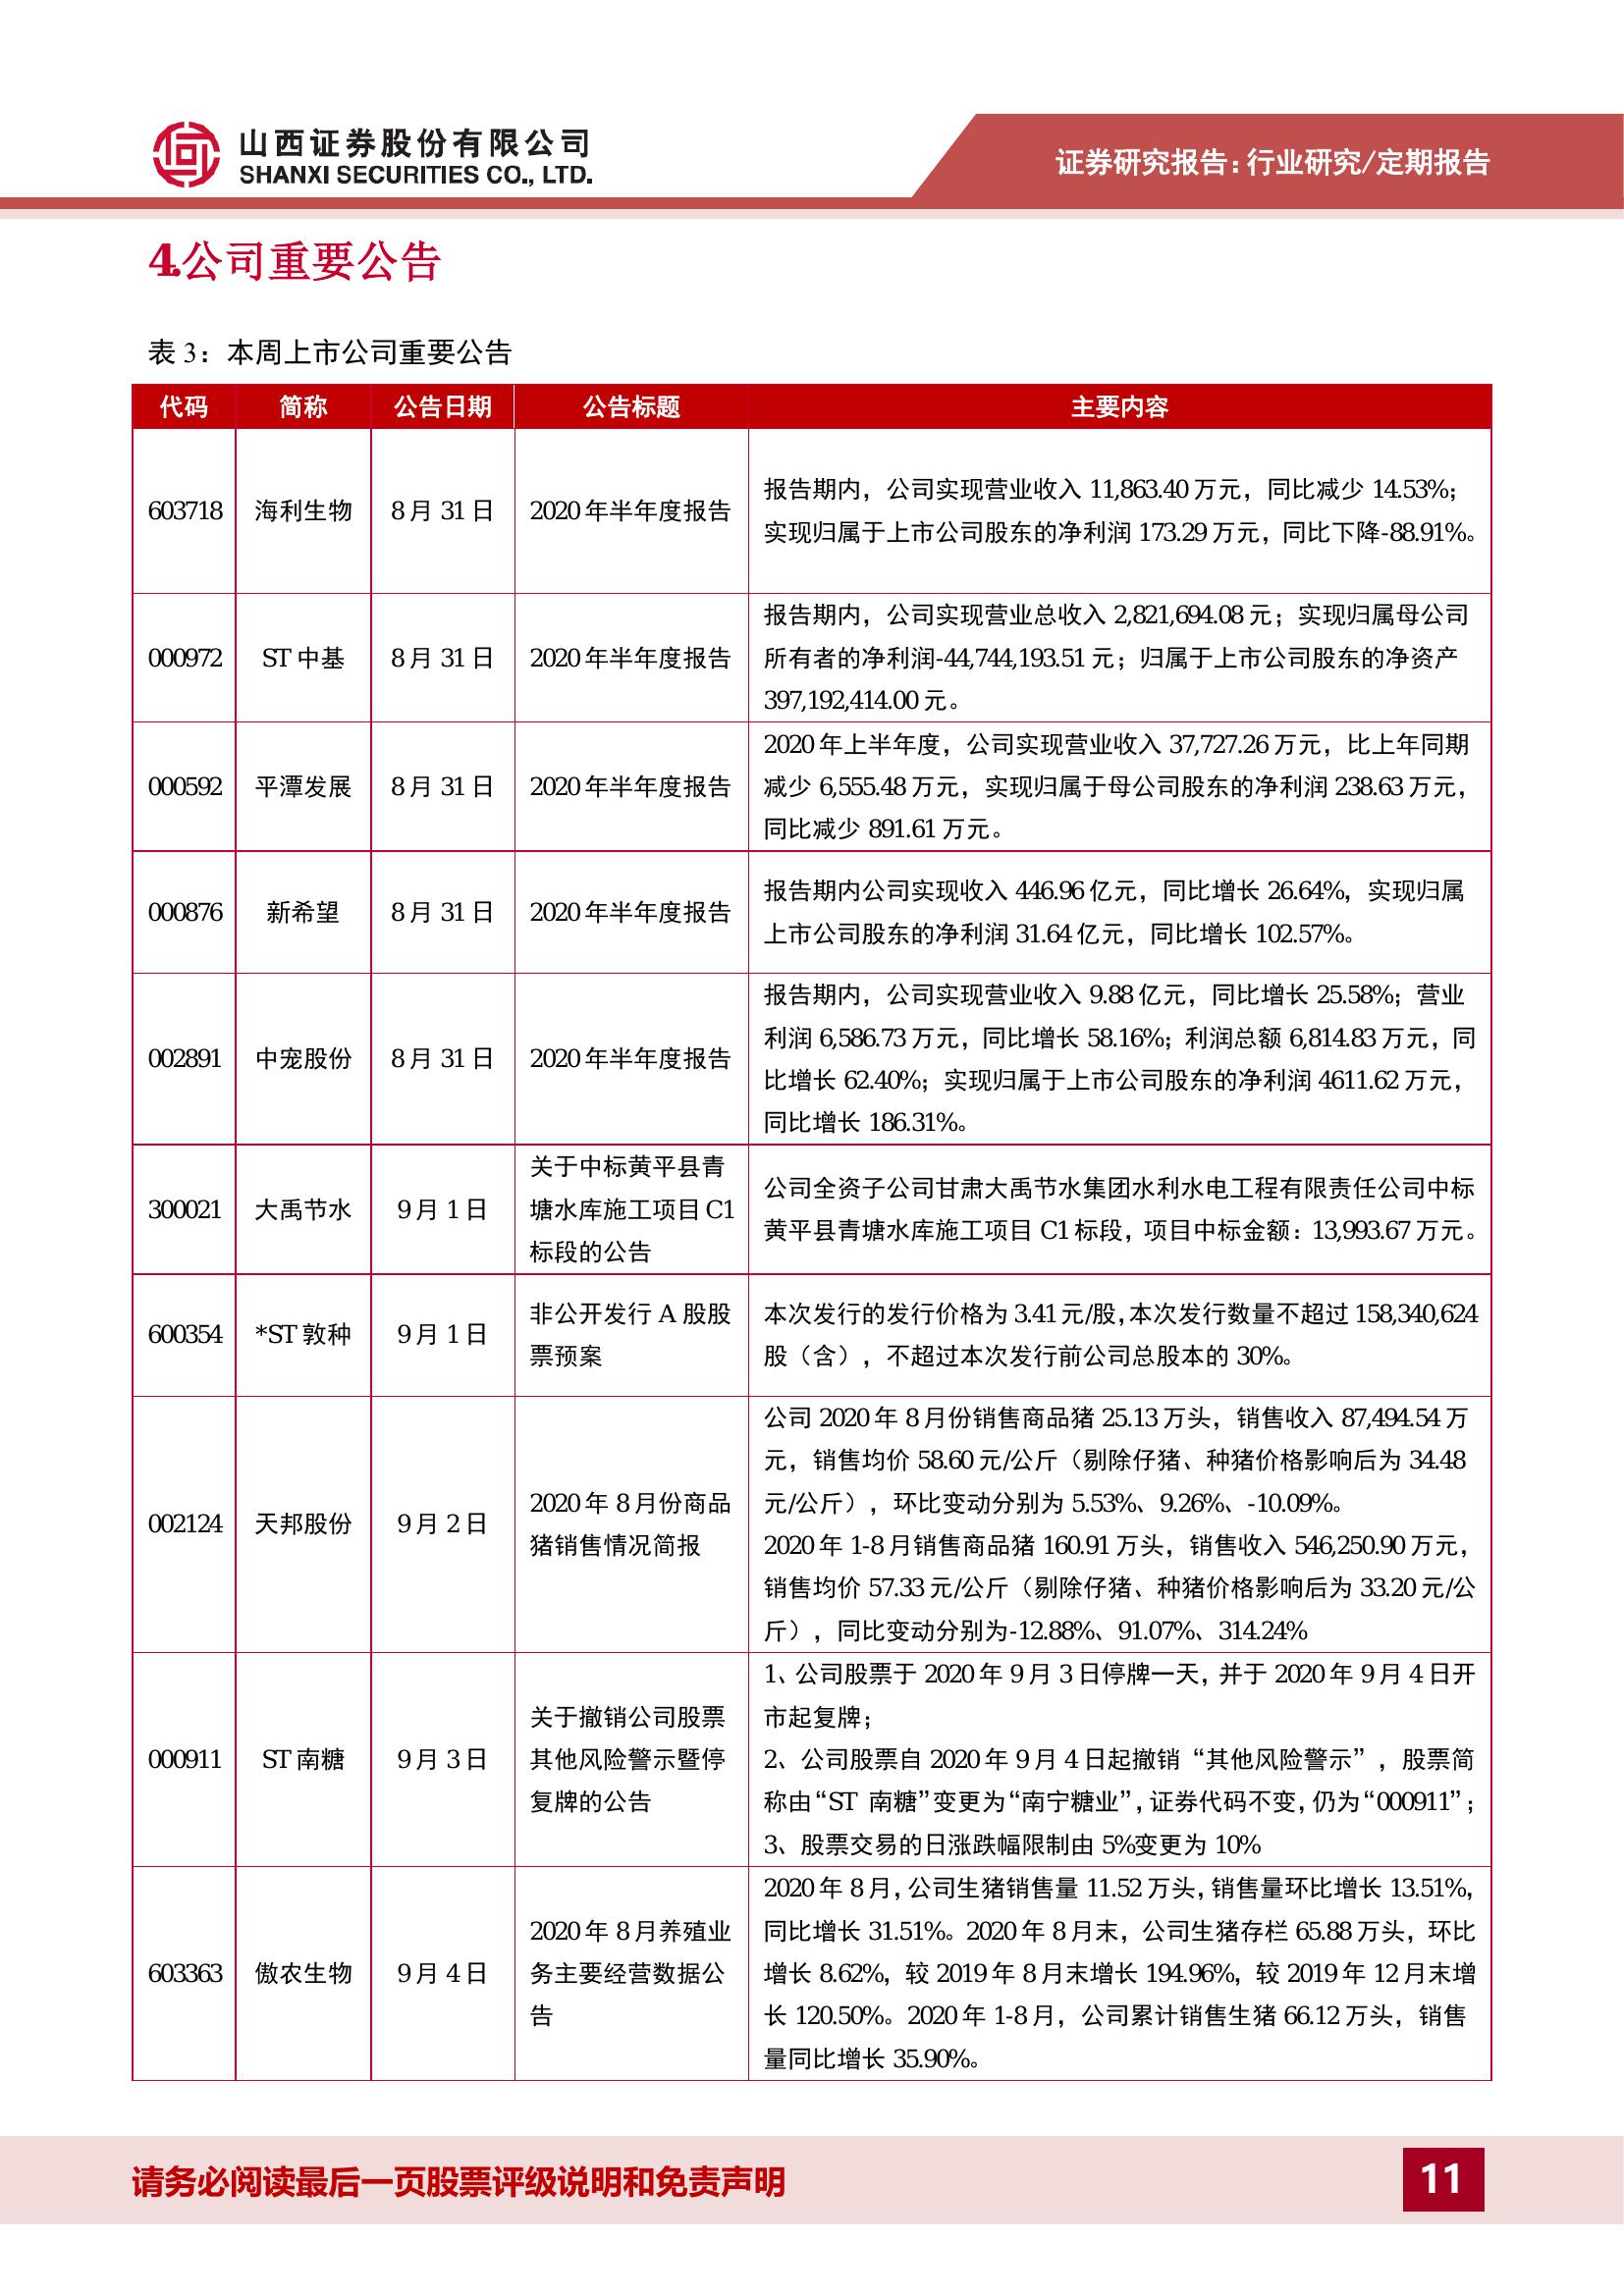 山西证券股份有限公司
SHANXI SECURITIES CO., LTD.
证券研究报告：行业研究/定期报告
4.公司重要公告
表 3：本周上市公司重要公告
代码 简称 公告日期 公告标题 主要内容
603718 海利生物 8 月 31 日 2020 年半年度报告
报告期内，公司实现营业收入 11,863.40 万元，同比减少 14.53%；
实现归属于上市公司股东的净利润 173.29 万元，同比下降-88.91%。
000972 ST 中基 8 月 31 日 2020 年半年度报告
报告期内，公司实现营业总收入 2,821,694.08 元；实现归属母公司
所有者的净利润-44,744,193.51 元；归属于上市公司股东的净资产
397,192,414.00 元。
000592 平潭发展 8 月 31 日 2020 年半年度报告
2020 年上半年度，公司实现营业收入 37,727.26 万元，比上年同期
减少 6,555.48 万元，实现归属于母公司股东的净利润 238.63 万元，
同比减少 891.61 万元。
000876 新希望 8 月 31 日 2020 年半年度报告
报告期内公司实现收入 446.96 亿元，同比增长 26.64%，实现归属
上市公司股东的净利润 31.64 亿元，同比增长 102.57%。
002891 中宠股份 8 月 31 日 2020 年半年度报告
报告期内，公司实现营业收入 9.88 亿元，同比增长 25.58%；营业
利润 6,586.73 万元，同比增长 58.16%；利润总额 6,814.83 万元，同
比增长 62.40%；实现归属于上市公司股东的净利润 4611.62 万元，
同比增长 186.31%。
300021 大禹节水 9 月 1 日
关于中标黄平县青
塘水库施工项目 C1
标段的公告
公司全资子公司甘肃大禹节水集团水利水电工程有限责任公司中标
黄平县青塘水库施工项目 C1 标段，项目中标金额：13,993.67 万元。
600354 *ST 敦种 9 月 1 日
非公开发行 A 股股
票预案
本次发行的发行价格为 3.41 元/股，本次发行数量不超过 158,340,624
股（含），不超过本次发行前公司总股本的 30%。
002124 天邦股份 9 月 2 日
2020 年 8 月份商品
猪销售情况简报
公司 2020 年 8 月份销售商品猪 25.13 万头，销售收入 87,494.54 万
元，销售均价 58.60 元/公斤（剔除仔猪、种猪价格影响后为 34.48
元/公斤），环比变动分别为 5.53%、9.26%、-10.09%。
2020 年 1-8 月销售商品猪 160.91 万头，销售收入 546,250.90 万元，
销售均价 57.33 元/公斤（剔除仔猪、种猪价格影响后为 33.20 元/公
斤），同比变动分别为-12.88%、91.07%、314.24%
000911 ST 南糖 9 月 3 日
关于撤销公司股票
其他风险警示暨停
复牌的公告
1、公司股票于 2020 年 9 月 3 日停牌一天，并于 2020 年 9 月 4 日开
市起复牌；
2、公司股票自 2020 年 9 月 4 日起撤销“其他风险警示”，股票简
称由“ST 南糖”变更为“南宁糖业”，证券代码不变，仍为“000911”；
3、股票交易的日涨跌幅限制由 5%变更为 10%
603363 傲农生物 9 月 4 日
2020 年 8 月养殖业
务主要经营数据公
告
2020 年 8 月，公司生猪销售量 11.52 万头，销售量环比增长 13.51%，
同比增长 31.51%。2020 年 8 月末，公司生猪存栏 65.88 万头，环比
增长 8.62%，较 2019 年 8 月末增长 194.96%，较 2019 年 12 月末增
长 120.50%。2020 年 1-8 月，公司累计销售生猪 66.12 万头，销售
量同比增长 35.90%。
请务必阅读最后一页股票评级说明和免责声明
11